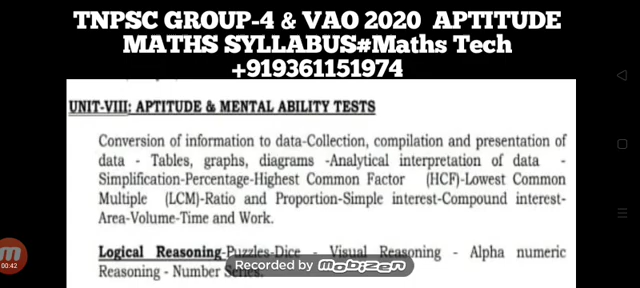 TNPSC GROUP-4 & VAO 2020 APTITUDE
MATHS SYLLABUS#Maths Tech
+919361151974
UNIT-VIII: APTITUDE & MENTAL ABILITY TESTS
Conversion of information to data-Collection, compilation and presentation of
data - Tables, graphs, diagrams -Analytical interpretation of data -
Simplification-Percentage-Highest Common Factor (HCF)-Lowest Common
Multiple (LCM)-Ratio and Proportion-Simple interest-Compound interest-
Area-Volume-Time and Work.
Logical Reasoning-Puzzles-Dice - Visual Reasoning - Alpha numeric
Reasoning - Number Series.
Recorded by mobizen
00:42